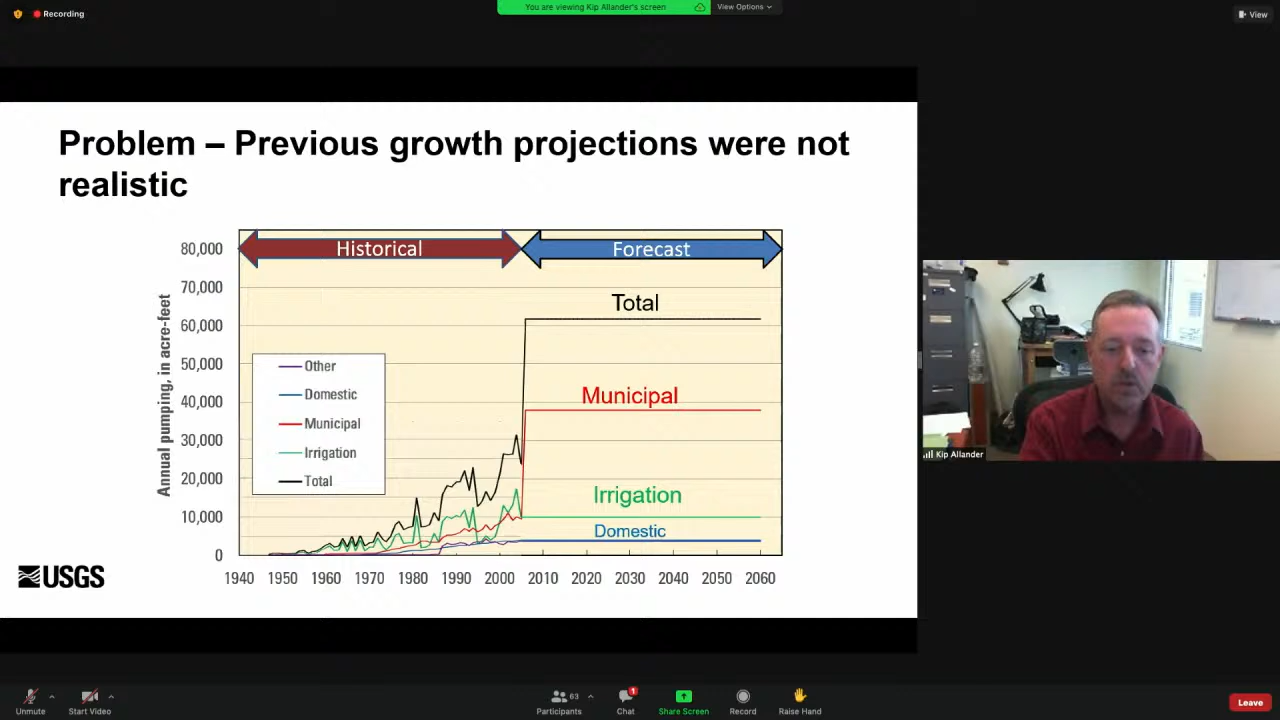 Recording
You are viewing Kip Allander's screen
View Options
View
Problem – Previous growth projections were not
realistic
Historical
Forecast
Annual pumping, in acre-feet
80,000
70,000
60,000
50,000
40,000
30,000
20,000
10,000
0
Total
Municipal
Irrigation
Domestic
Other
Domestic
Municipal
Irrigation
Total
1940 1950 1960 1970 1980 1990 2000 2010 2020 2030 2040 2050 2060
USGS
Kip Allander
Unmute
Start Video
63
Participants
1
Chat
Share Screen
Record
Raise Hand
Leave